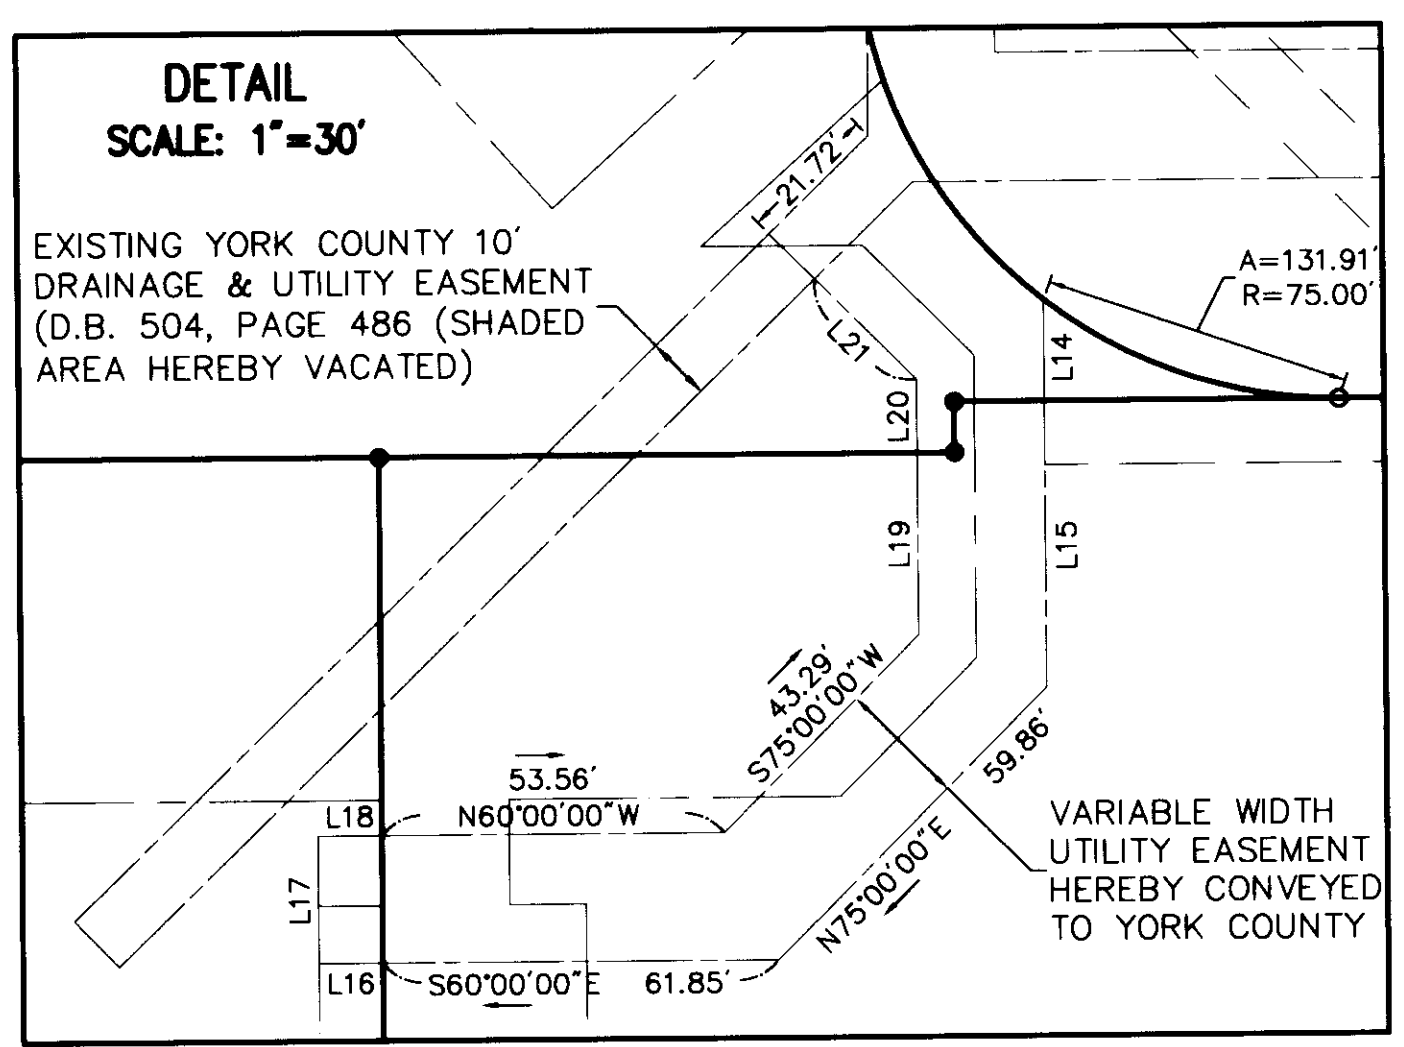 DETAIL
SCALE: 1"=30'
21.72'
EXISTING YORK COUNTY 10'
DRAINAGE & UTILITY EASEMENT
(D.B. 504, PAGE 486 (SHADED
AREA HEREBY VACATED)
A=131.91'
R=75.00'
L21
L14
L20
L19
L15
43.29'
S75°00'00"W
59.86'
N75°00'00"E
53.56'
N60°00'00"W
L18
L17
VARIABLE WIDTH
UTILITY EASEMENT
HEREBY CONVEYED
TO YORK COUNTY
L16
S60°00'00"E
61.85'